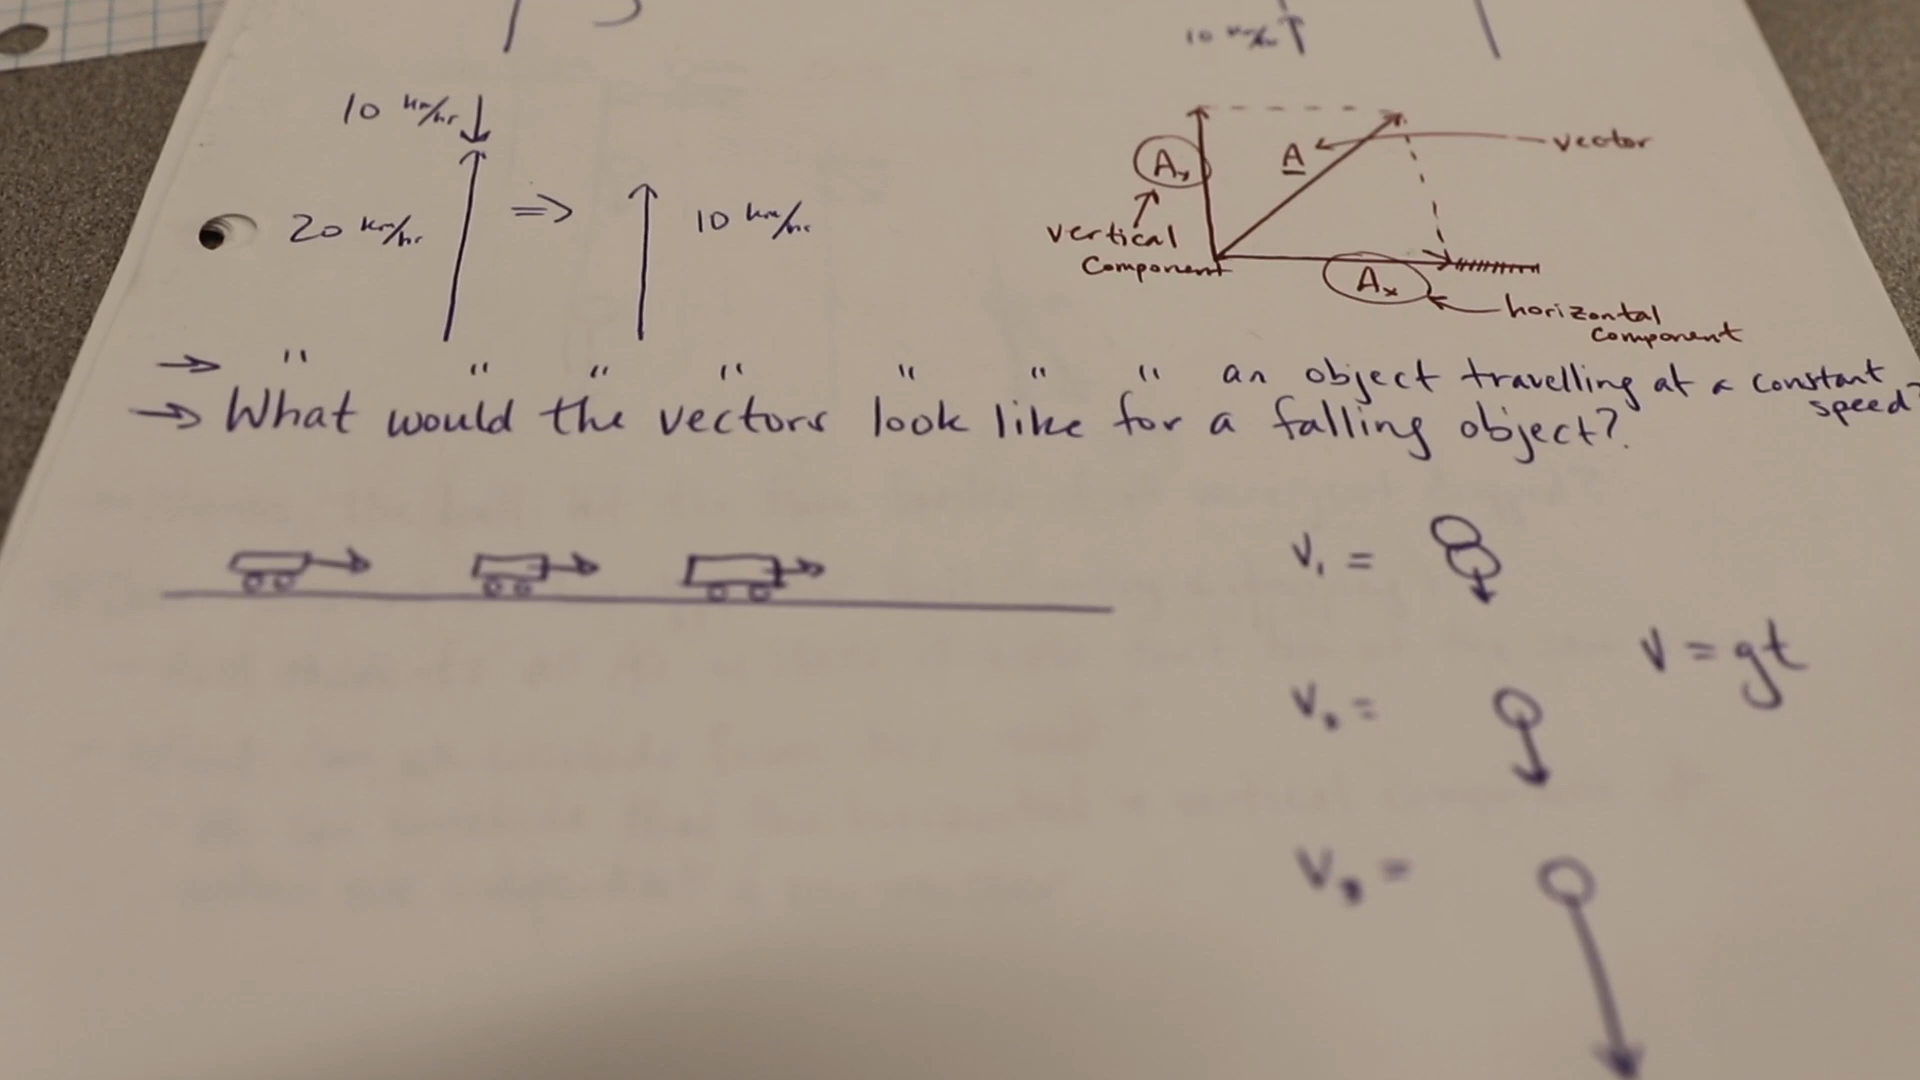 10 km/hr
10 km/hr
20 km/hr
=> 10 km/hr
Ay
A
vector
vertical
component
Ax
horizontal
component
→ " " " " " " " an object travelling at a constant
speed?
→ What would the vectors look like for a falling object?
V₁ =
V = gt
V₂ =
V₃ =